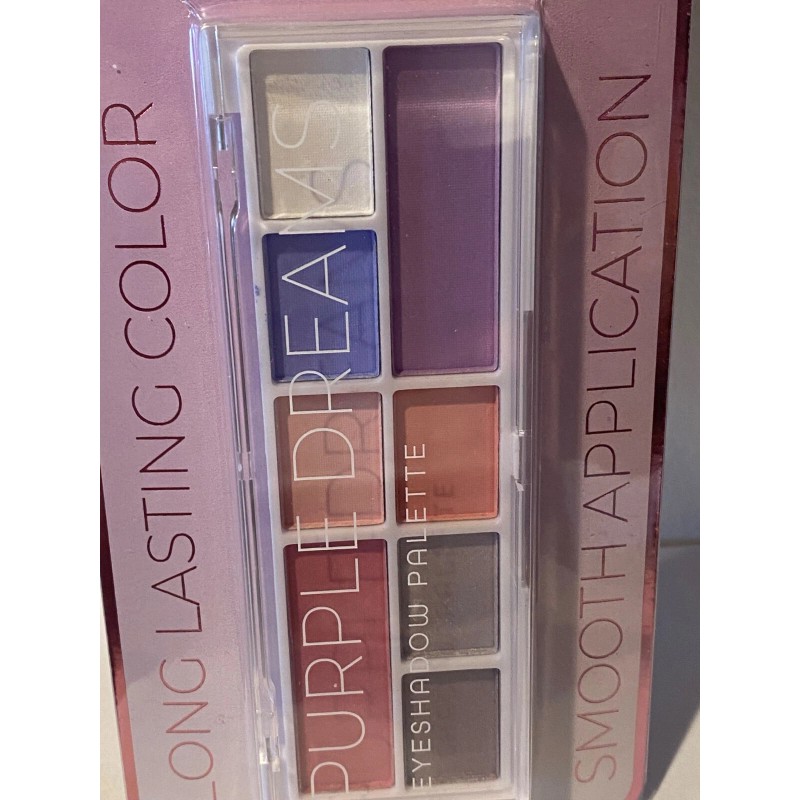 LONG LASTING COLOR
PURPLE DREAMS
EYESHADOW PALETTE
SMOOTH APPLICATION